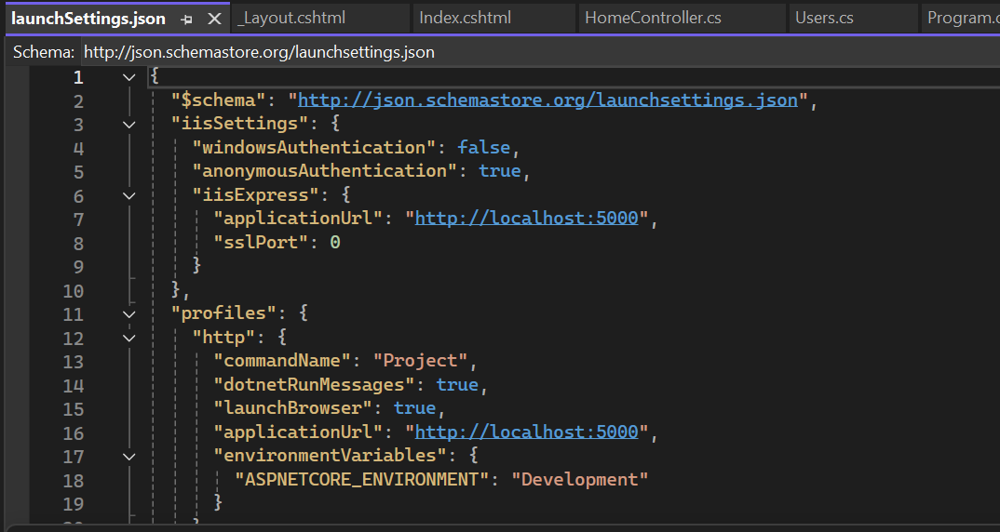 launchSettings.json
_Layout.cshtml
Index.cshtml
HomeController.cs
Users.cs
Program.c
Schema: http://json.schemastore.org/launchsettings.json
1 {
2 "$schema": "http://json.schemastore.org/launchsettings.json",
3 "iisSettings": {
4 "windowsAuthentication": false,
5 "anonymousAuthentication": true,
6 "iisExpress": {
7 "applicationUrl": "http://localhost:5000",
8 "sslPort": 0
9 }
10 },
11 "profiles": {
12 "http": {
13 "commandName": "Project",
14 "dotnetRunMessages": true,
15 "launchBrowser": true,
16 "applicationUrl": "http://localhost:5000",
17 "environmentVariables": {
18 "ASPNETCORE_ENVIRONMENT": "Development"
19 }